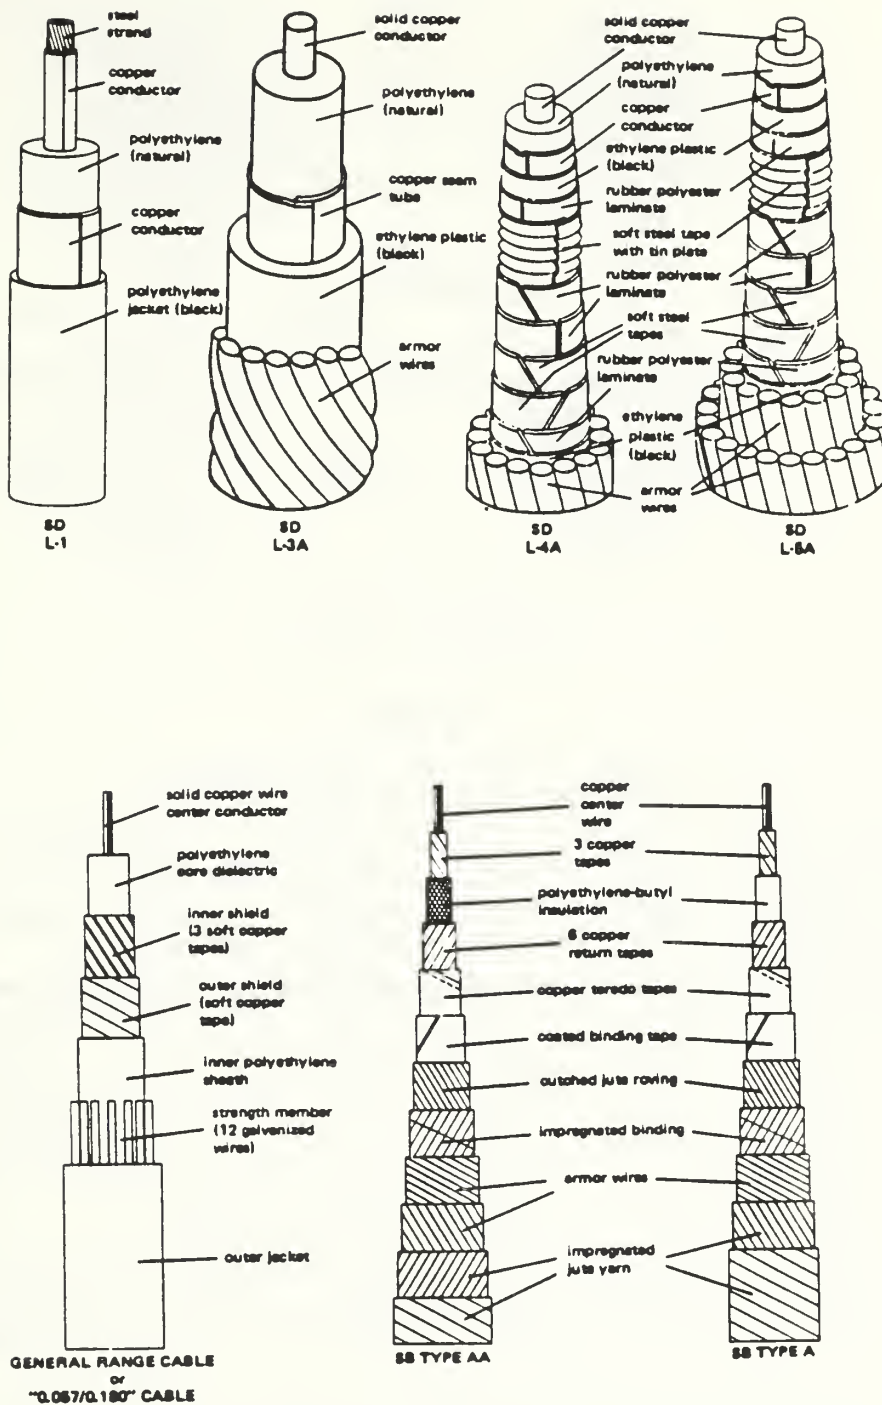 steel
strand
copper
conductor
polyethylene
(natural)
copper
conductor
polyethylene
jacket (black)
SD
L-1
solid copper
conductor
polyethylene
(natural)
copper seam
tube
ethylene plastic
(black)
armor
wires
SD
L-3A
solid copper
conductor
polyethylene
(natural)
copper
conductor
ethylene plastic
(black)
rubber polyester
laminate
soft steel tape
with tin plate
rubber polyester
laminate
soft steel
tapes
rubber polyester
laminate
ethylene
plastic
(black)
armor
wires
SD
L-4A
SD
L-5A
solid copper wire
center conductor
polyethylene
core dielectric
inner shield
(3 soft copper
tapes)
outer shield
(soft copper
tape)
inner polyethylene
sheath
strength member
(12 galvanized
wires)
outer jacket
GENERAL RANGE CABLE
or
"0.057/0.180" CABLE
copper
center
wire
3 copper
tapes
polyethylene-butyl
insulation
6 copper
return tapes
copper teredo tapes
coated binding tape
cutched jute roving
impregnated binding
armor wires
impregnated
jute yarn
SB TYPE AA
SB TYPE A